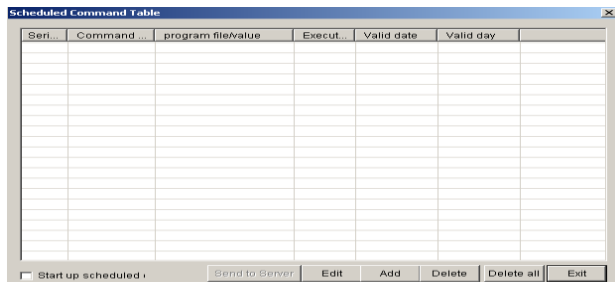 Scheduled Command Table
Seri... Command ... program file/value Execut... Valid date Valid day
Start up scheduled Send to Server Edit Add Delete Delete all Exit